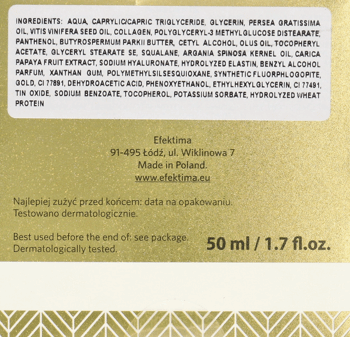 INGREDIENTS: AQUA, CAPRYLIC/CAPRIC TRIGLYCERIDE, GLYCERIN, PERSEA GRATISSIMA
OIL, VITIS VINIFERA SEED OIL, COLLAGEN, POLYGLYCERYL-3 METHYLGLUCOSE DISTEARATE,
PANTHENOL, BUTYROSPERMUM PARKII BUTTER, CETYL ALCOHOL, OLUS OIL, TOCOPHERYL
ACETATE, GLYCERYL STEARATE SE, SQUALANE, ARGANIA SPINOSA KERNEL OIL, CARICA
PAPAYA FRUIT EXTRACT, SODIUM HYALURONATE, HYDROLYZED ELASTIN, BENZYL ALCOHOL
PARFUM, XANTHAN GUM, POLYMETHYLSILSESQUIOXANE, SYNTHETIC FLUORPHLOGOPITE,
GOLD, CI 77891, DEHYDROACETIC ACID, PHENOXYETHANOL, ETHYLHEXYLGLYCERIN, CI 77491,
TIN OXIDE, SODIUM BENZOATE, TOCOPHEROL, POTASSIUM SORBATE, HYDROLYZED WHEAT
PROTEIN
Efektima
91-495 Łódź, ul. Wiklinowa 7
Made in Poland.
www.efektima.eu
Najlepiej zużyć przed końcem: data na opakowaniu.
Testowano dermatologicznie.
Best used before the end of: see package.
Dermatologically tested.
50 ml / 1.7 fl.oz.